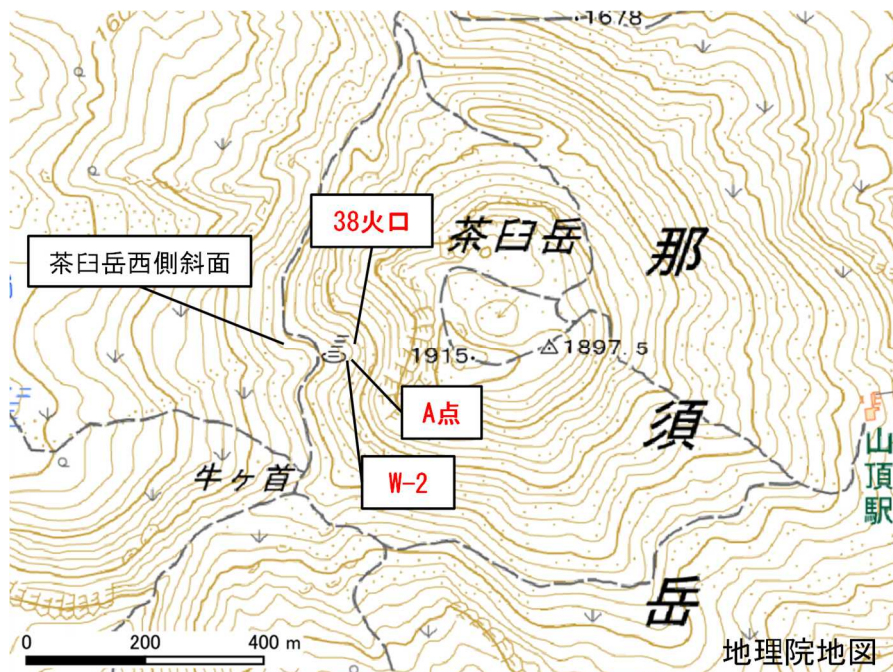 1678
160
38火口
茶臼岳
那
茶臼岳西側斜面
1915
1897.5
A点
須
山頂駅
牛ヶ首
W-2
岳
0 200 400 m
地理院地図